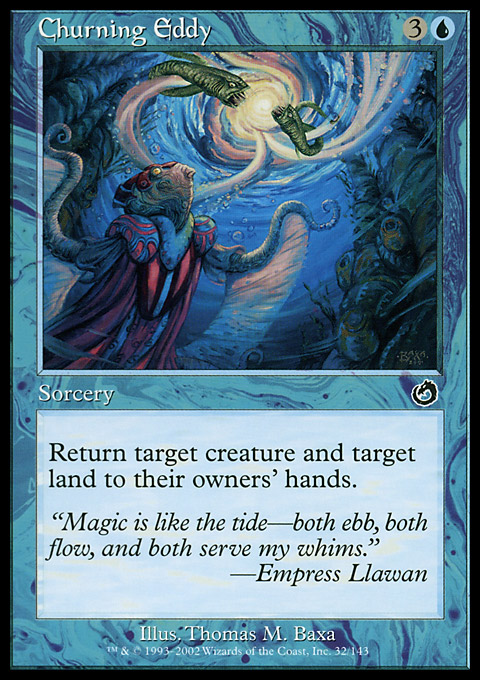 Churning Eddy 3
BAXA
Sorcery
Return target creature and target
land to their owners' hands.
“Magic is like the tide—both ebb, both
flow, and both serve my whims.”
—Empress Llawan
Illus. Thomas M. Baxa
™ & © 1993-2002 Wizards of the Coast, Inc. 32/143